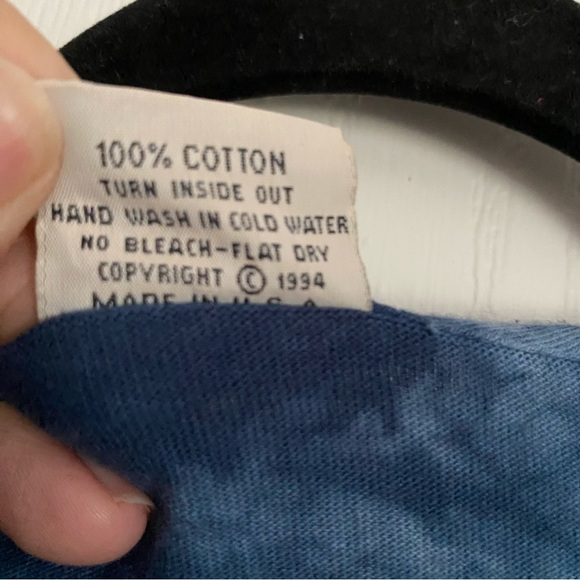 100% COTTON
TURN INSIDE OUT
HAND WASH IN COLD WATER
NO BLEACH-FLAT DRY
COPYRIGHT © 1994
MADE IN U.S.A